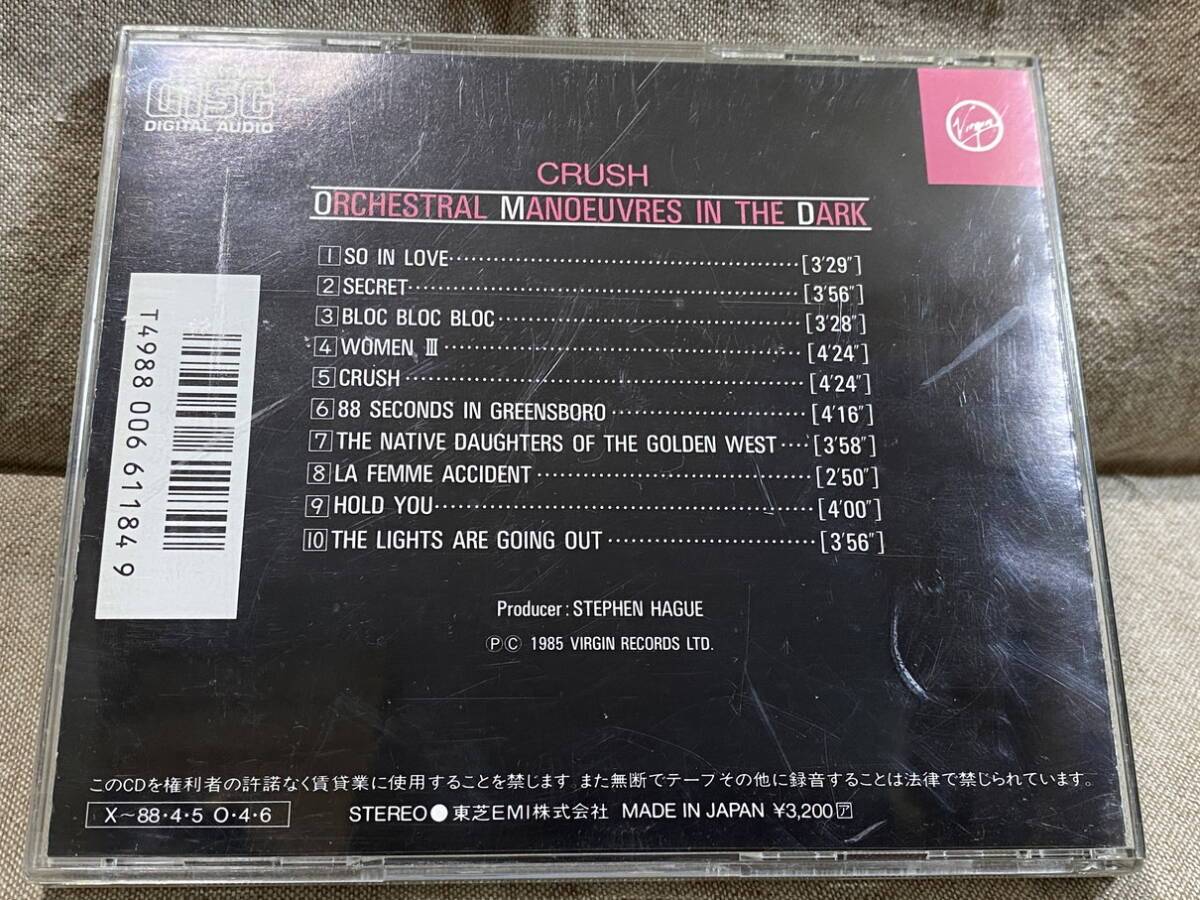 DISC
DIGITAL AUDIO
Virgin
CRUSH
ORCHESTRAL MANOEUVRES IN THE DARK
1 SO IN LOVE [3'29"]
2 SECRET [3'56"]
3 BLOC BLOC BLOC [3'28"]
4 WOMEN III [4'24"]
5 CRUSH [4'24"]
6 88 SECONDS IN GREENSBORO [4'16"]
7 THE NATIVE DAUGHTERS OF THE GOLDEN WEST [3'58"]
8 LA FEMME ACCIDENT [2'50"]
9 HOLD YOU [4'00"]
10 THE LIGHTS ARE GOING OUT [3'56"]
T4988 006 61184 9
Producer: STEPHEN HAGUE
ⓅⒸ 1985 VIRGIN RECORDS LTD.
このCDを権利者の許諾なく賃貸業に使用することを禁じます. また無断でテープその他に録音することは法律で禁じられています.
X~88・4・5 O・4・6
STEREO●東芝EMI株式会社 MADE IN JAPAN ¥3,200ア